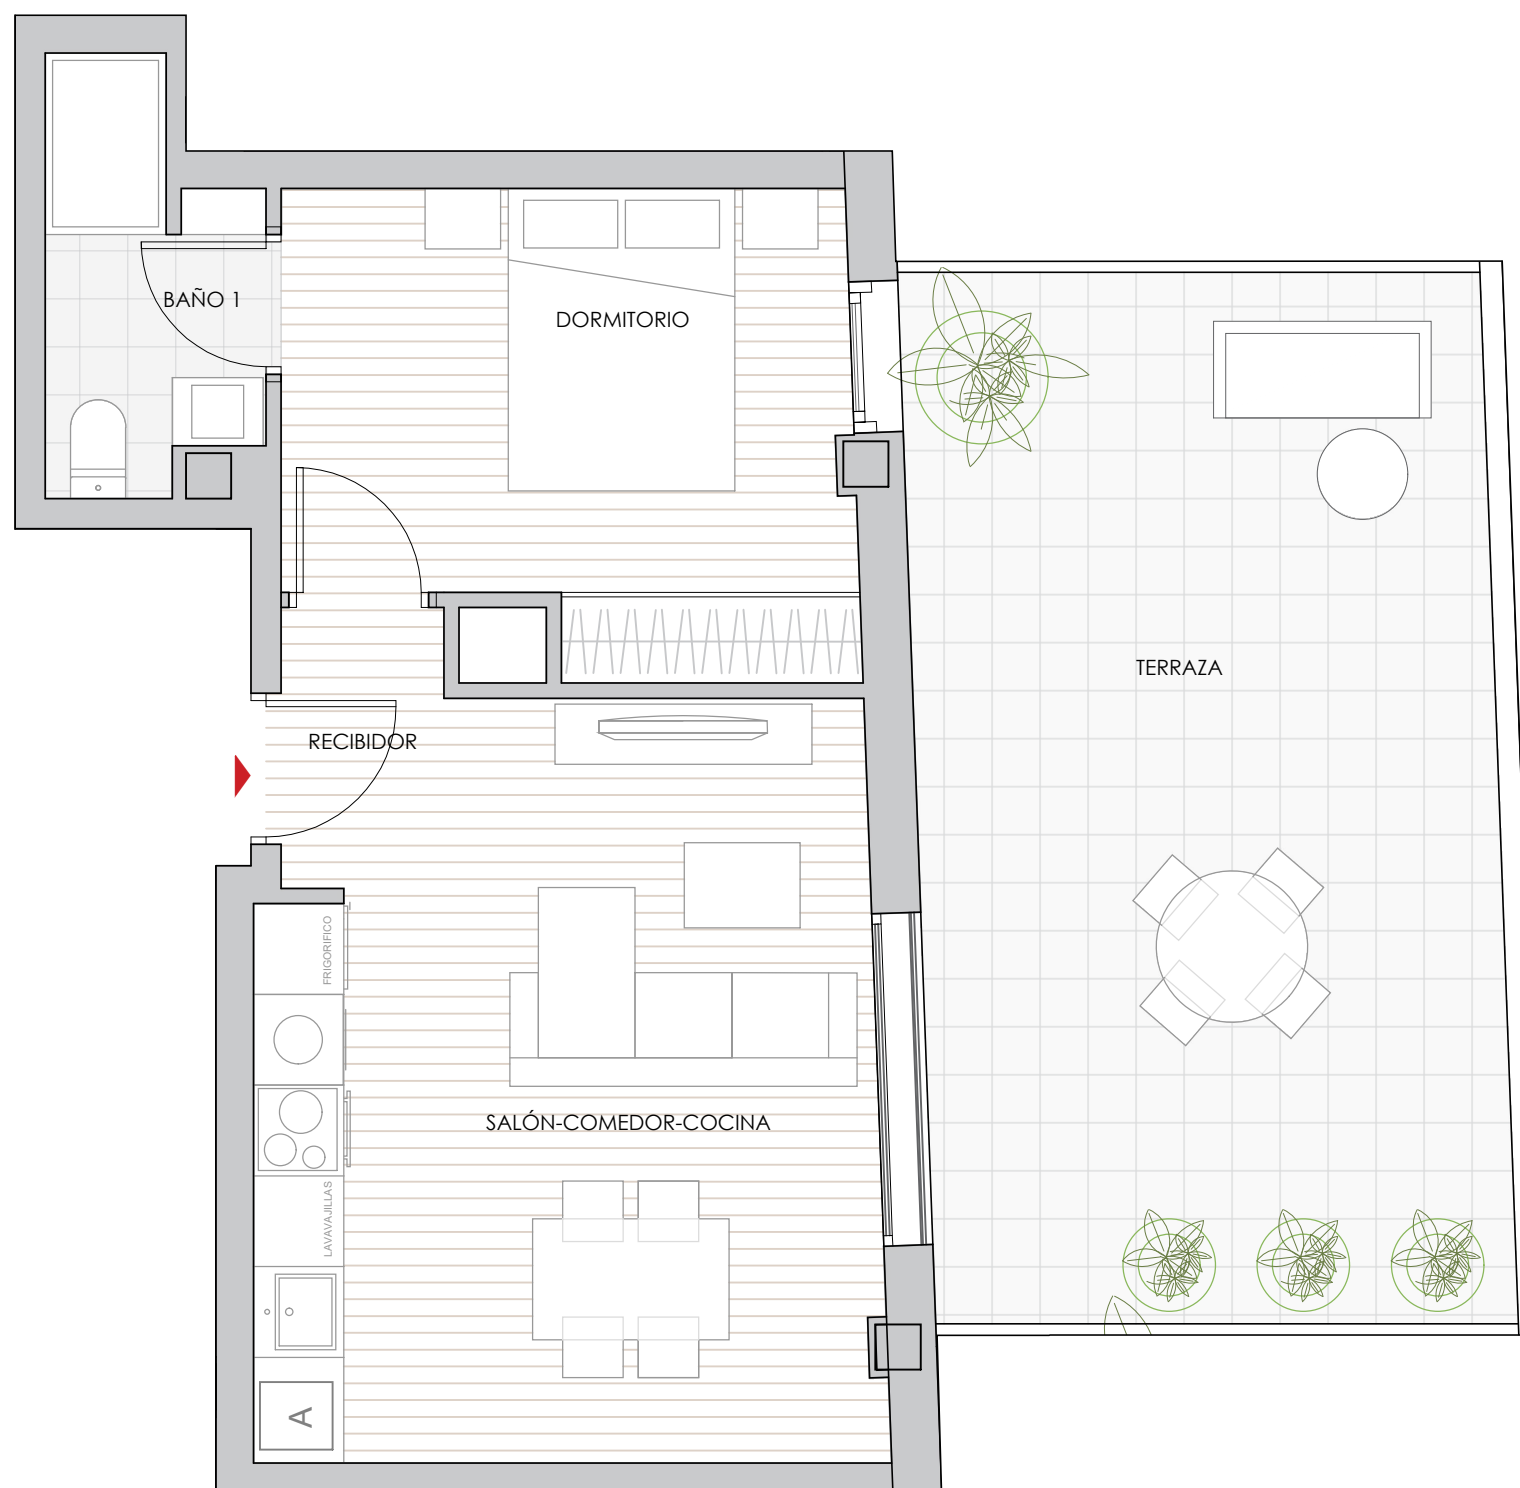 BAÑO 1
DORMITORIO
TERRAZA
RECIBIDOR
FRIGORIFICO
SALÓN-COMEDOR-COCINA
LAVAVAJILLAS
A